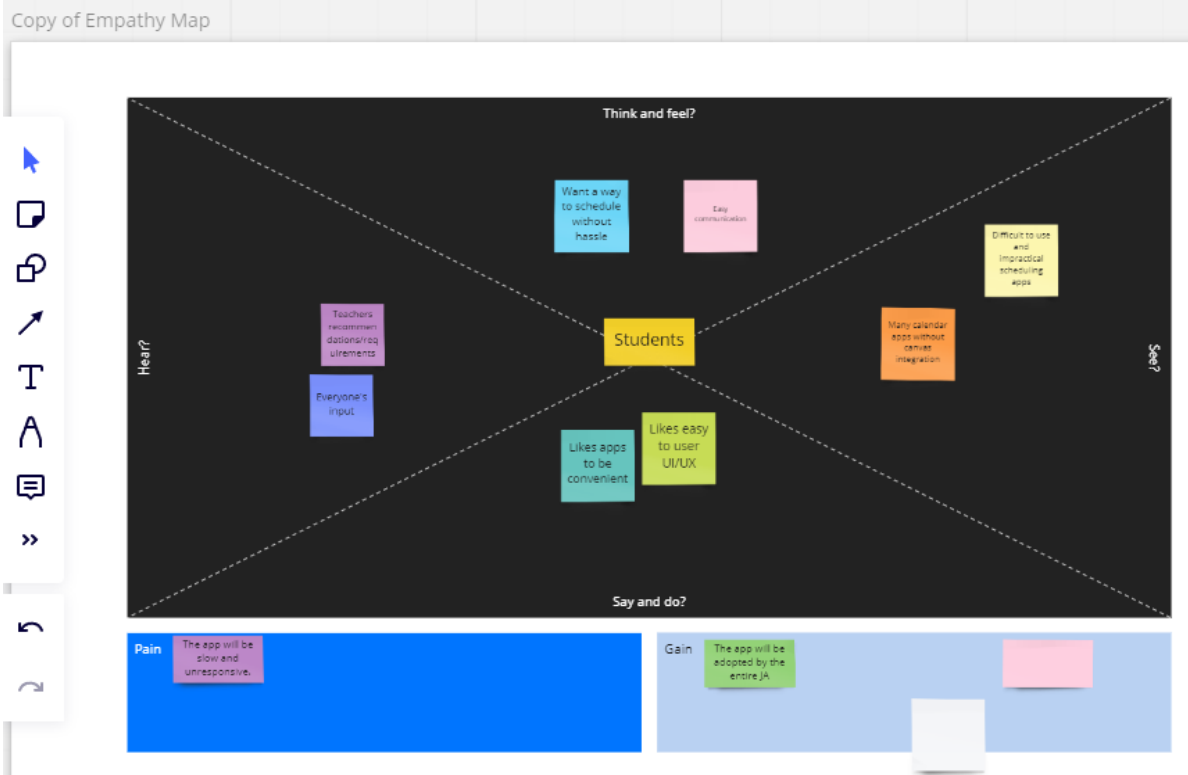 Copy of Empathy Map
Think and feel?
Want a way
to schedule
without
hassle
Easy
communication
Difficult to use
and
impractical
scheduling
apps
Teachers
recommen
dations/req
uirements
Students
Many calendar
apps without
canvas
integration
Hear?
See?
Everyone's
input
Likes apps
to be
convenient
Likes easy
to user
UI/UX
Say and do?
Pain
The app will be
slow and
unresponsive.
Gain
The app will be
adopted by the
entire JA